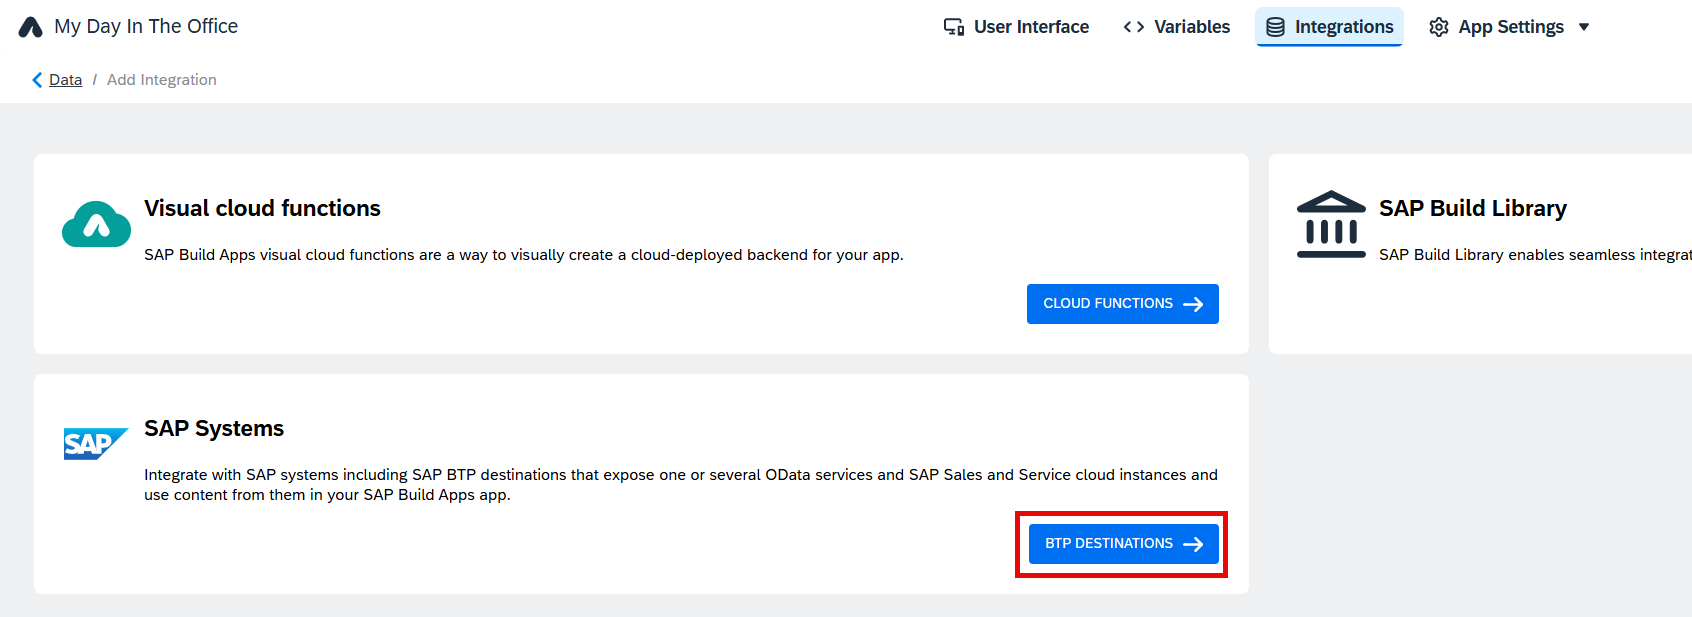 My Day In The Office
User Interface
Variables
Integrations
App Settings
Data / Add Integration
Visual cloud functions
SAP Build Apps visual cloud functions are a way to visually create a cloud-deployed backend for your app.
CLOUD FUNCTIONS
SAP Build Library
SAP Build Library enables seamless integrat
SAP
SAP Systems
Integrate with SAP systems including SAP BTP destinations that expose one or several OData services and SAP Sales and Service cloud instances and
use content from them in your SAP Build Apps app.
BTP DESTINATIONS